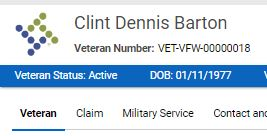 Clint Dennis Barton
Veteran Number: VET-VFW-00000018
Veteran Status: Active DOB: 01/11/1977
Veteran Claim Military Service Contact and